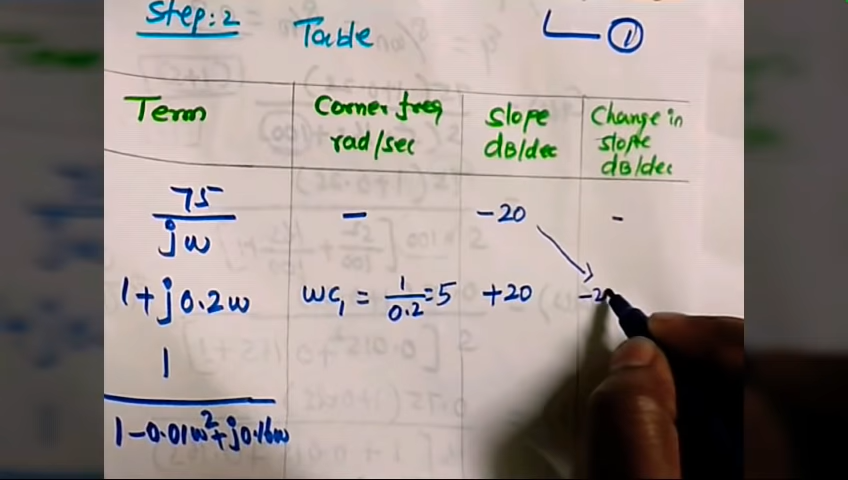 Step:2
Table
1
Term
Corner freq rad/sec
slope dB/dec
Change in slope dB/dec
75/jω
-
-20
-
1+j0.2ω
ωc₁ = 1/0.2 = 5
+20
-2
1
1-0.01ω²+j0.16ω